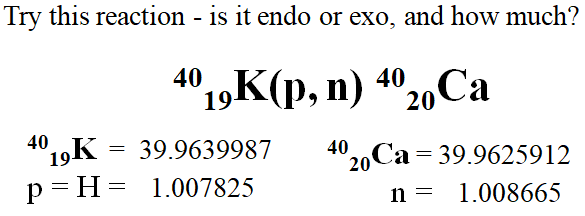 Try this reaction - is it endo or exo, and how much?
⁴⁰₁₉K(p, n) ⁴⁰₂₀Ca
⁴⁰₁₉K = 39.9639987
p = H = 1.007825
⁴⁰₂₀Ca = 39.9625912
n = 1.008665